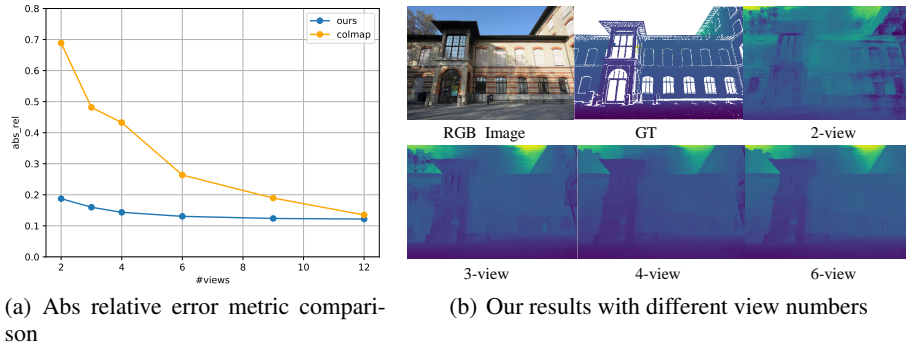 0.8
0.7
0.6
0.5
0.4
0.3
0.2
0.1
0.0
abs_rel
2 4 6 8 10 12
#views
ours
colmap
RGB Image GT 2-view
3-view 4-view 6-view
(a) Abs relative error metric compari-
son
(b) Our results with different view numbers